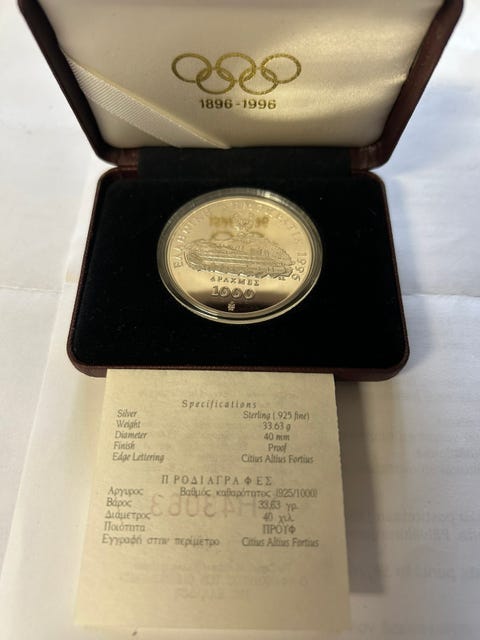 1896-1996
ΕΛΛΗΝΙΚΗ ΔΗΜΟΚΡΑΤΙΑ 1996
ΔΡΑΧΜΕΣ
1000
Specifications
Silver Sterling (.925 fine)
Weight 33.63 g
Diameter 40 mm
Finish Proof
Edge Lettering Citius Altius Fortius
ΠΡΟΔΙΑΓΡΑΦΕΣ
Αργυρος Βαθμός καθαρότητος (925/1000)
Βάρος 33,63 γρ.
Διάμετρος 40 χιλ.
Ποιότητα ΠΡΟΥΦ
Εγγραφή στην περίμετρο Citius Altius Fortius